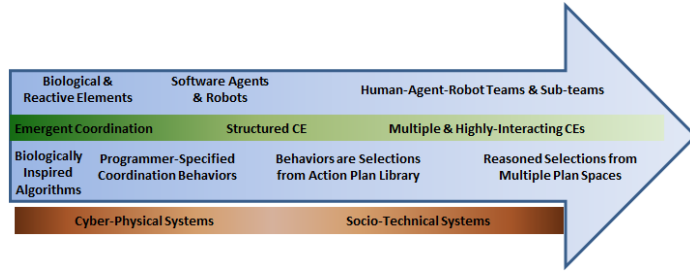 Biological &
Reactive Elements
Software Agents
& Robots
Human-Agent-Robot Teams & Sub-teams
Emergent Coordination
Structured CE
Multiple & Highly-Interacting CEs
Biologically
Inspired
Algorithms
Programmer-Specified
Coordination Behaviors
Behaviors are Selections
from Action Plan Library
Reasoned Selections from
Multiple Plan Spaces
Cyber-Physical Systems
Socio-Technical Systems